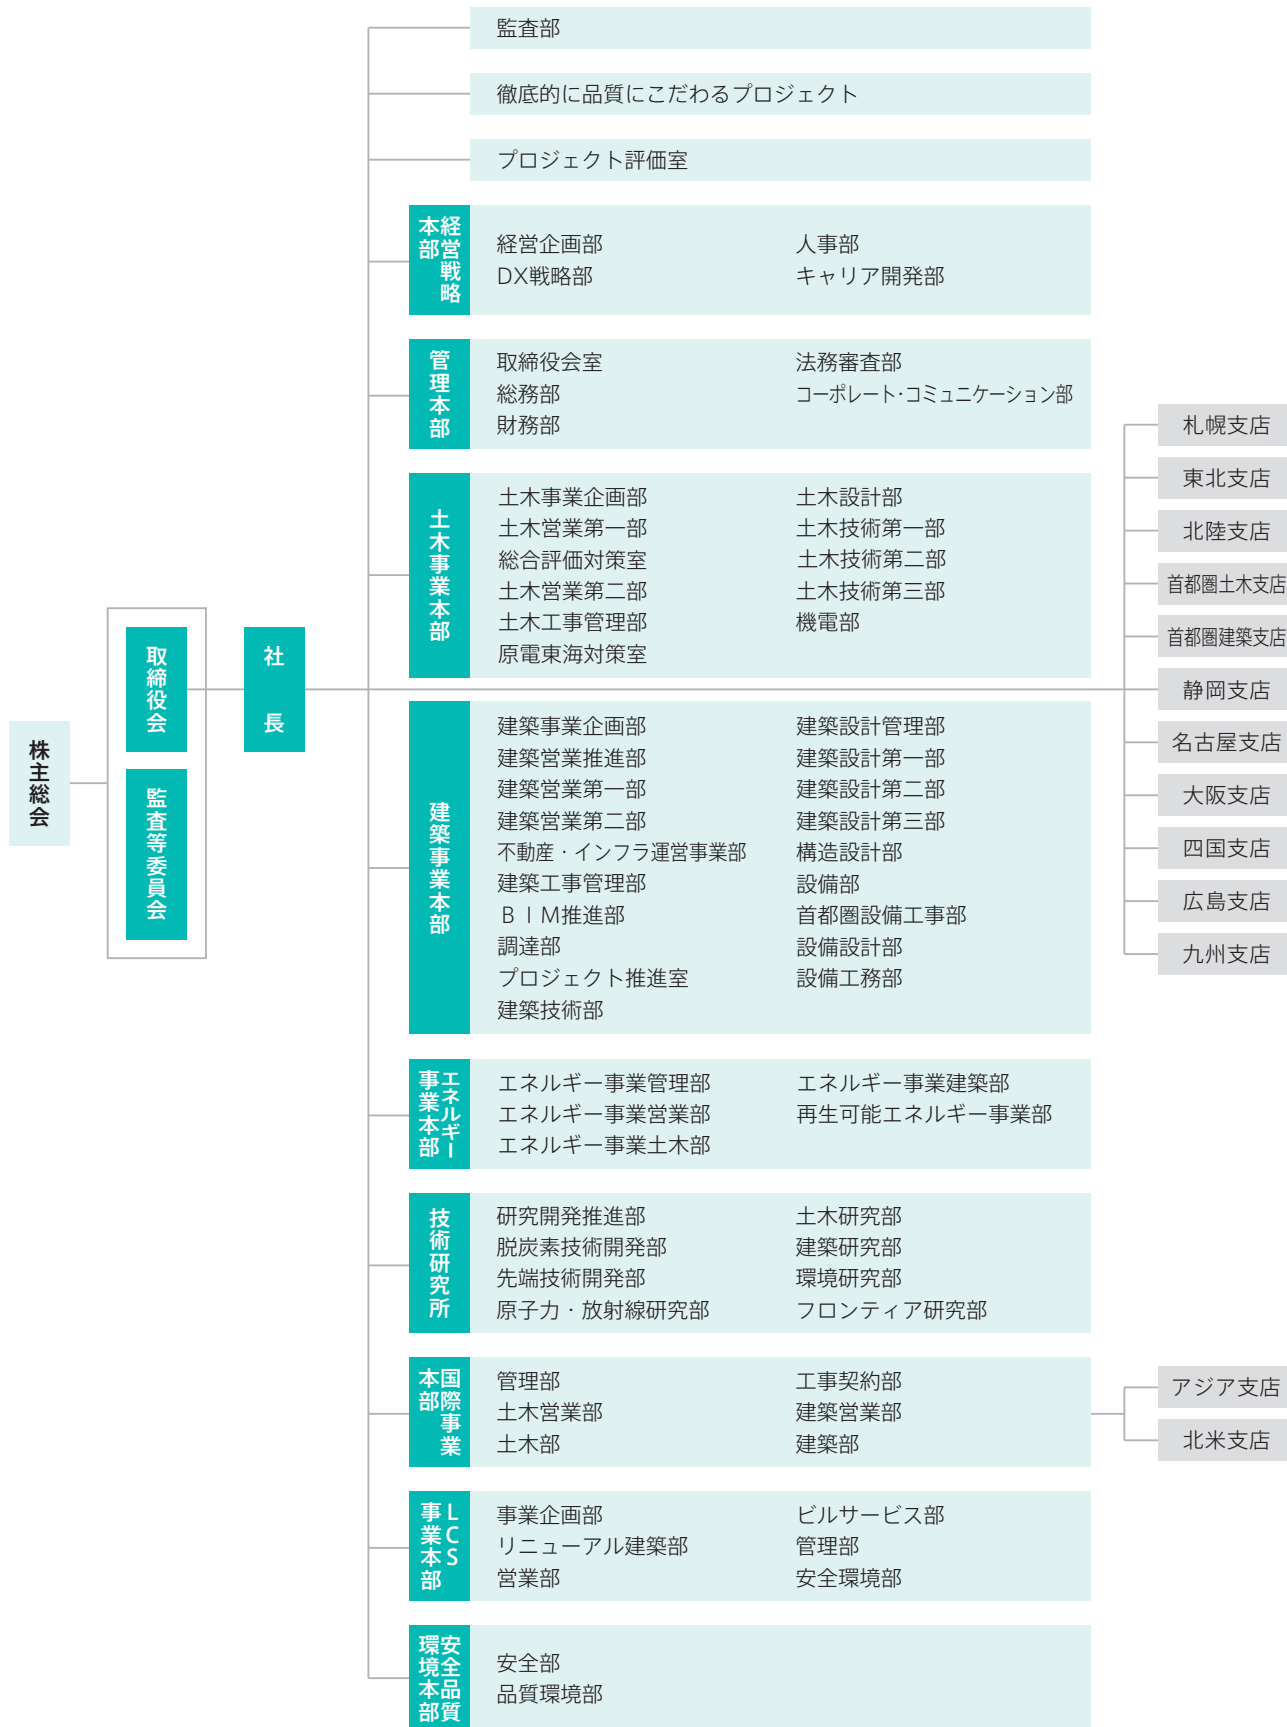 監査部
徹底的に品質にこだわるプロジェクト
プロジェクト評価室
経営戦略
本部
経営企画部
DX戦略部
人事部
キャリア開発部
管理本部
取締役会室
総務部
財務部
法務審査部
コーポレート・コミュニケーション部
土木事業本部
土木事業企画部
土木営業第一部
総合評価対策室
土木営業第二部
土木工事管理部
原電東海対策室
土木設計部
土木技術第一部
土木技術第二部
土木技術第三部
機電部
株主総会
取締役会
監査等委員会
社長
建築事業本部
建築事業企画部
建築営業推進部
建築営業第一部
建築営業第二部
不動産・インフラ運営事業部
建築工事管理部
ＢＩＭ推進部
調達部
プロジェクト推進室
建築技術部
建築設計管理部
建築設計第一部
建築設計第二部
建築設計第三部
構造設計部
設備部
首都圏設備工事部
設備設計部
設備工務部
札幌支店
東北支店
北陸支店
首都圏土木支店
首都圏建築支店
静岡支店
名古屋支店
大阪支店
四国支店
広島支店
九州支店
エネルギー
事業本部
エネルギー事業管理部
エネルギー事業営業部
エネルギー事業土木部
エネルギー事業建築部
再生可能エネルギー事業部
技術研究所
研究開発推進部
脱炭素技術開発部
先端技術開発部
原子力・放射線研究部
土木研究部
建築研究部
環境研究部
フロンティア研究部
国際事業
本部
管理部
土木営業部
土木部
工事契約部
建築営業部
建築部
アジア支店
北米支店
LCS
事業本部
事業企画部
リニューアル建築部
営業部
ビルサービス部
管理部
安全環境部
安全品質
環境本部
安全部
品質環境部